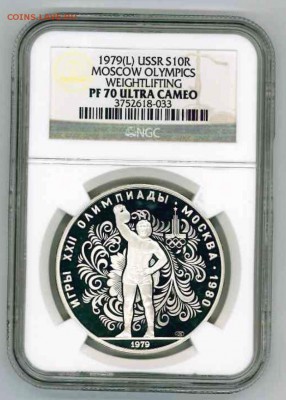 COINS.LAVE.RU
1979(L) USSR S10R
MOSCOW OLYMPICS
WEIGHTLIFTING
PF 70 ULTRA CAMEO
3752618-033
NGC
ИГРЫ XXII ОЛИМПИАДЫ • МОСКВА • 1980
1979